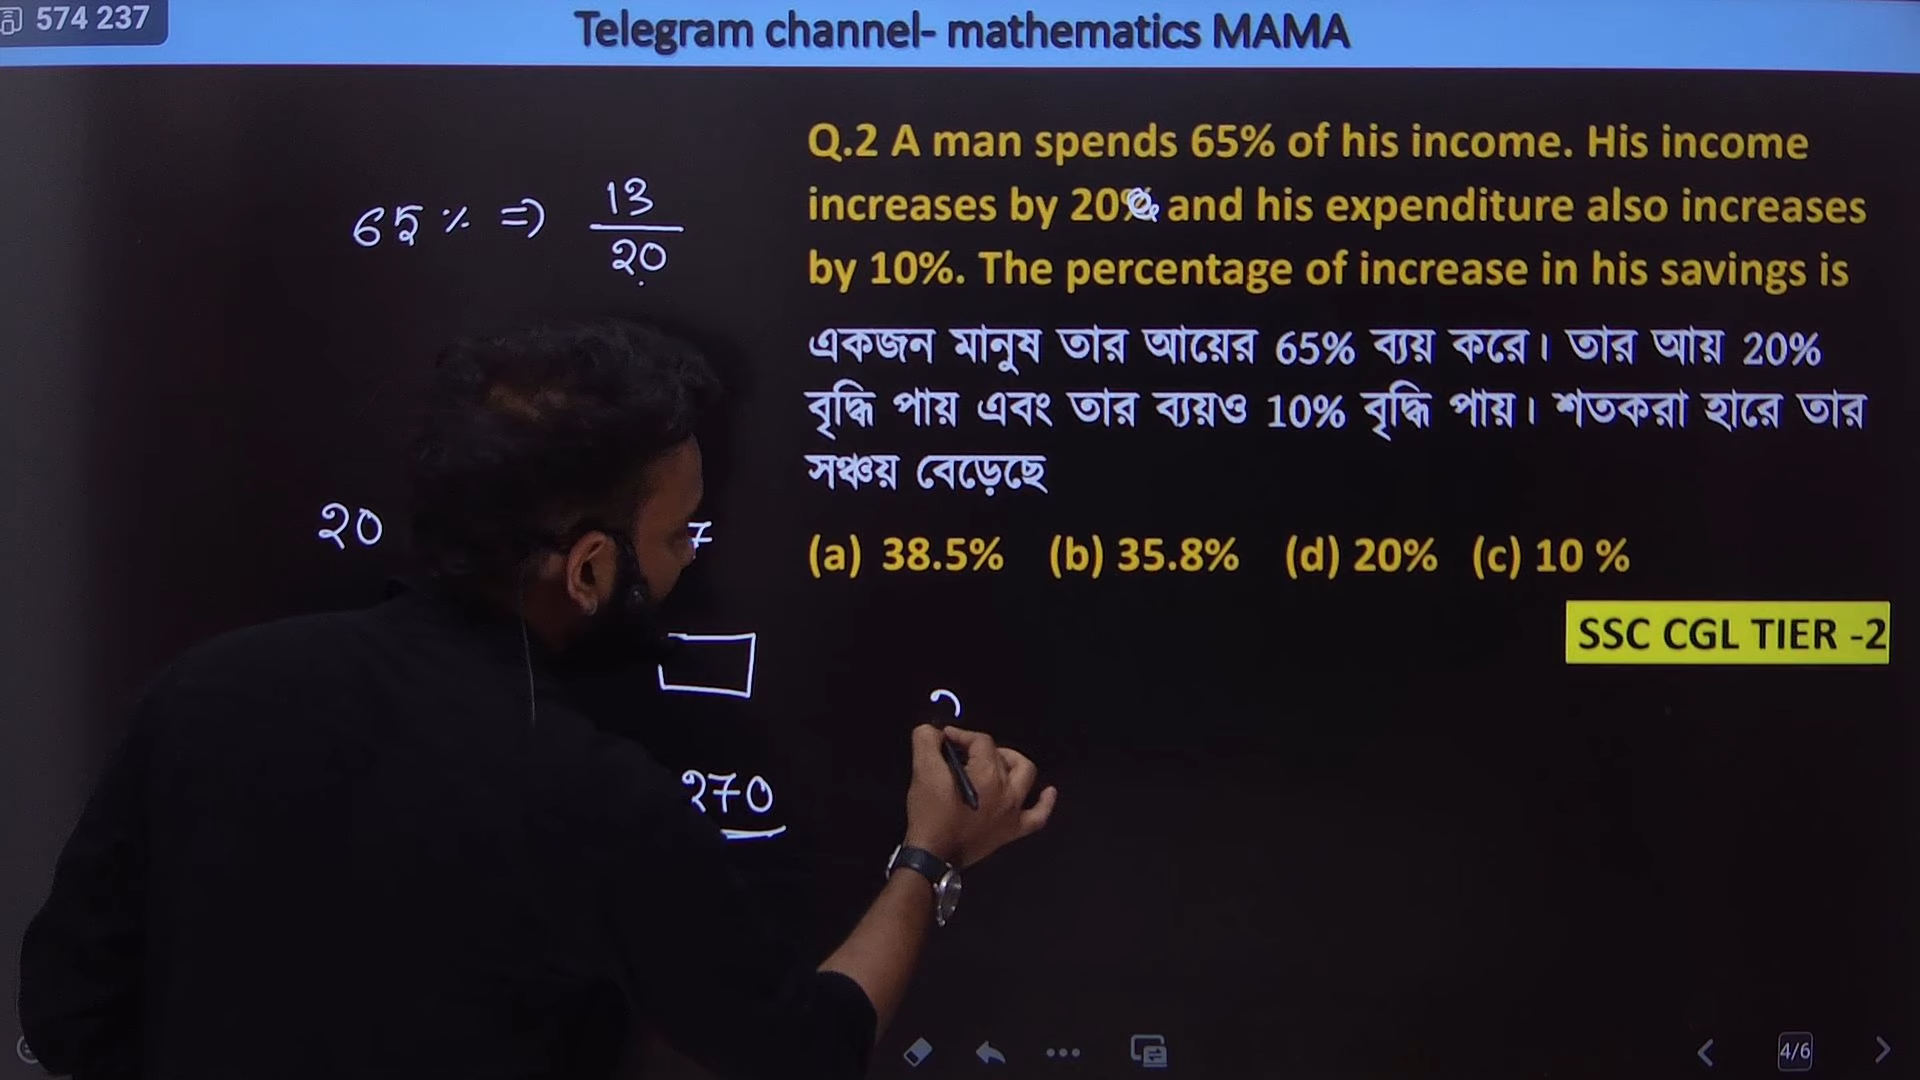 574 237
Telegram channel- mathematics MAMA
Q.2 A man spends 65% of his income. His income
increases by 20% and his expenditure also increases
by 10%. The percentage of increase in his savings is
একজন মানুষ তার আয়ের 65% ব্যয় করে। তার আয় 20%
বৃদ্ধি পায় এবং তার ব্যয়ও 10% বৃদ্ধি পায়। শতকরা হারে তার
সঞ্চয় বেড়েছে
(a) 38.5% (b) 35.8% (d) 20% (c) 10 %
SSC CGL TIER -2
65 % => 13
20
20 7
270
4/6